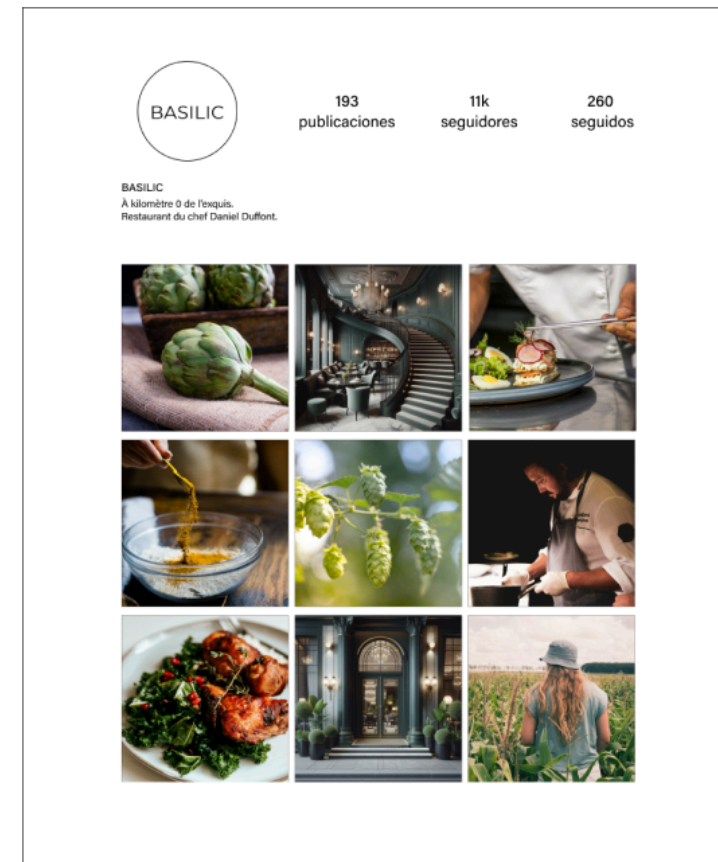 BASILIC
193
publicaciones
11k
seguidores
260
seguidos
BASILIC
À kilomètre 0 de l'exquis.
Restaurant du chef Daniel Duffont.